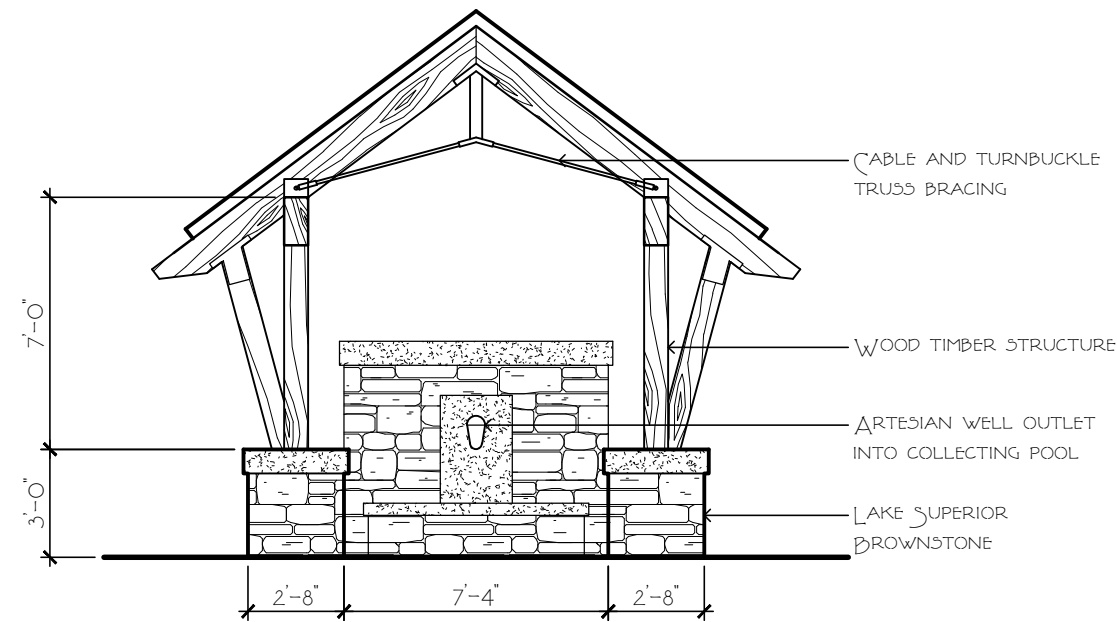 CABLE AND TURNBUCKLE
TRUSS BRACING
7'-0"
WOOD TIMBER STRUCTURE
ARTESIAN WELL OUTLET
INTO COLLECTING POOL
3'-0"
LAKE SUPERIOR
BROWNSTONE
2'-8"
7'-4"
2'-8"